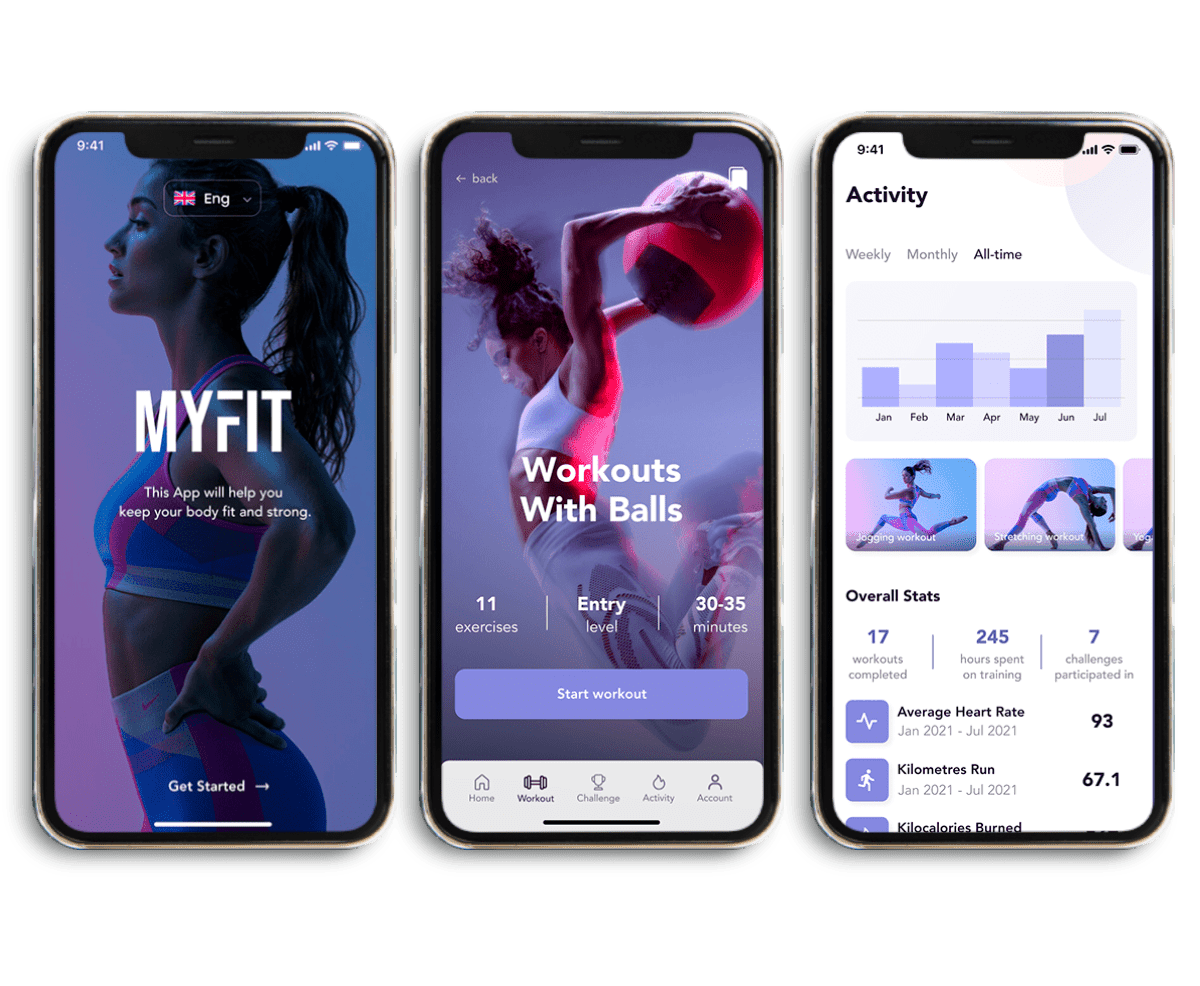 9:41
Eng
MYFIT
This App will help you
keep your body fit and strong.
Get Started →
← back
Workouts
With Balls
11
exercises
Entry
level
30-35
minutes
Start workout
Home
Workout
Challenge
Activity
Account
9:41
Activity
Weekly Monthly All-time
Jan Feb Mar Apr May Jun Jul
Jogging workout
Stretching workout
Yog
Overall Stats
17
workouts
completed
245
hours spent
on training
7
challenges
participated in
Average Heart Rate
Jan 2021 - Jul 2021
93
Kilometres Run
Jan 2021 - Jul 2021
67.1
Kilocalories Burned